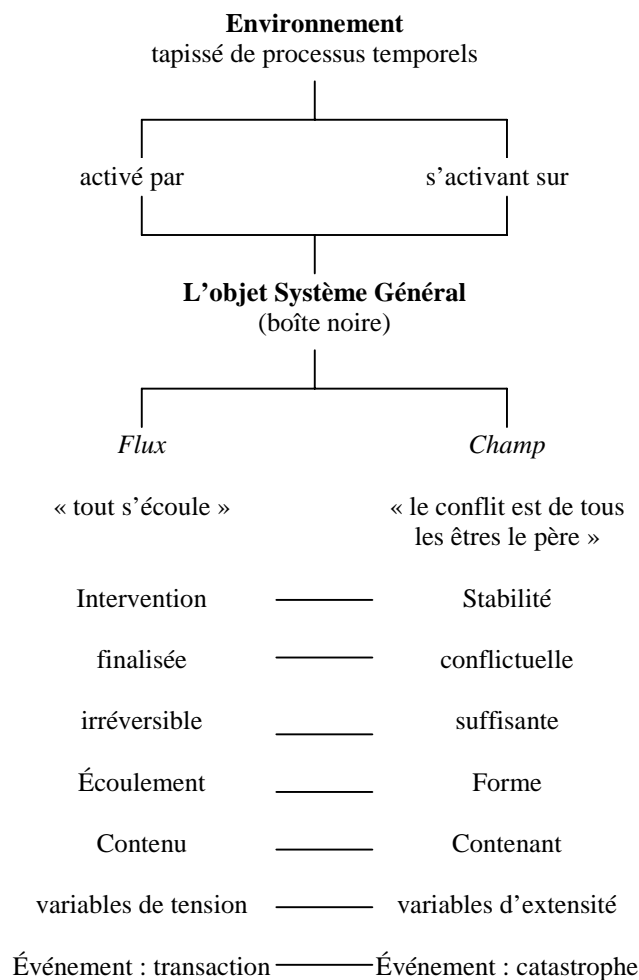 Environnement
tapissé de processus temporels
activé par s’activant sur
L’objet Système Général
(boîte noire)
Flux Champ
« tout s’écoule » « le conflit est de tous
les êtres le père »
Intervention Stabilité
finalisée conflictuelle
irréversible suffisante
Écoulement Forme
Contenu Contenant
variables de tension variables d’extensité
Événement : transaction Événement : catastrophe